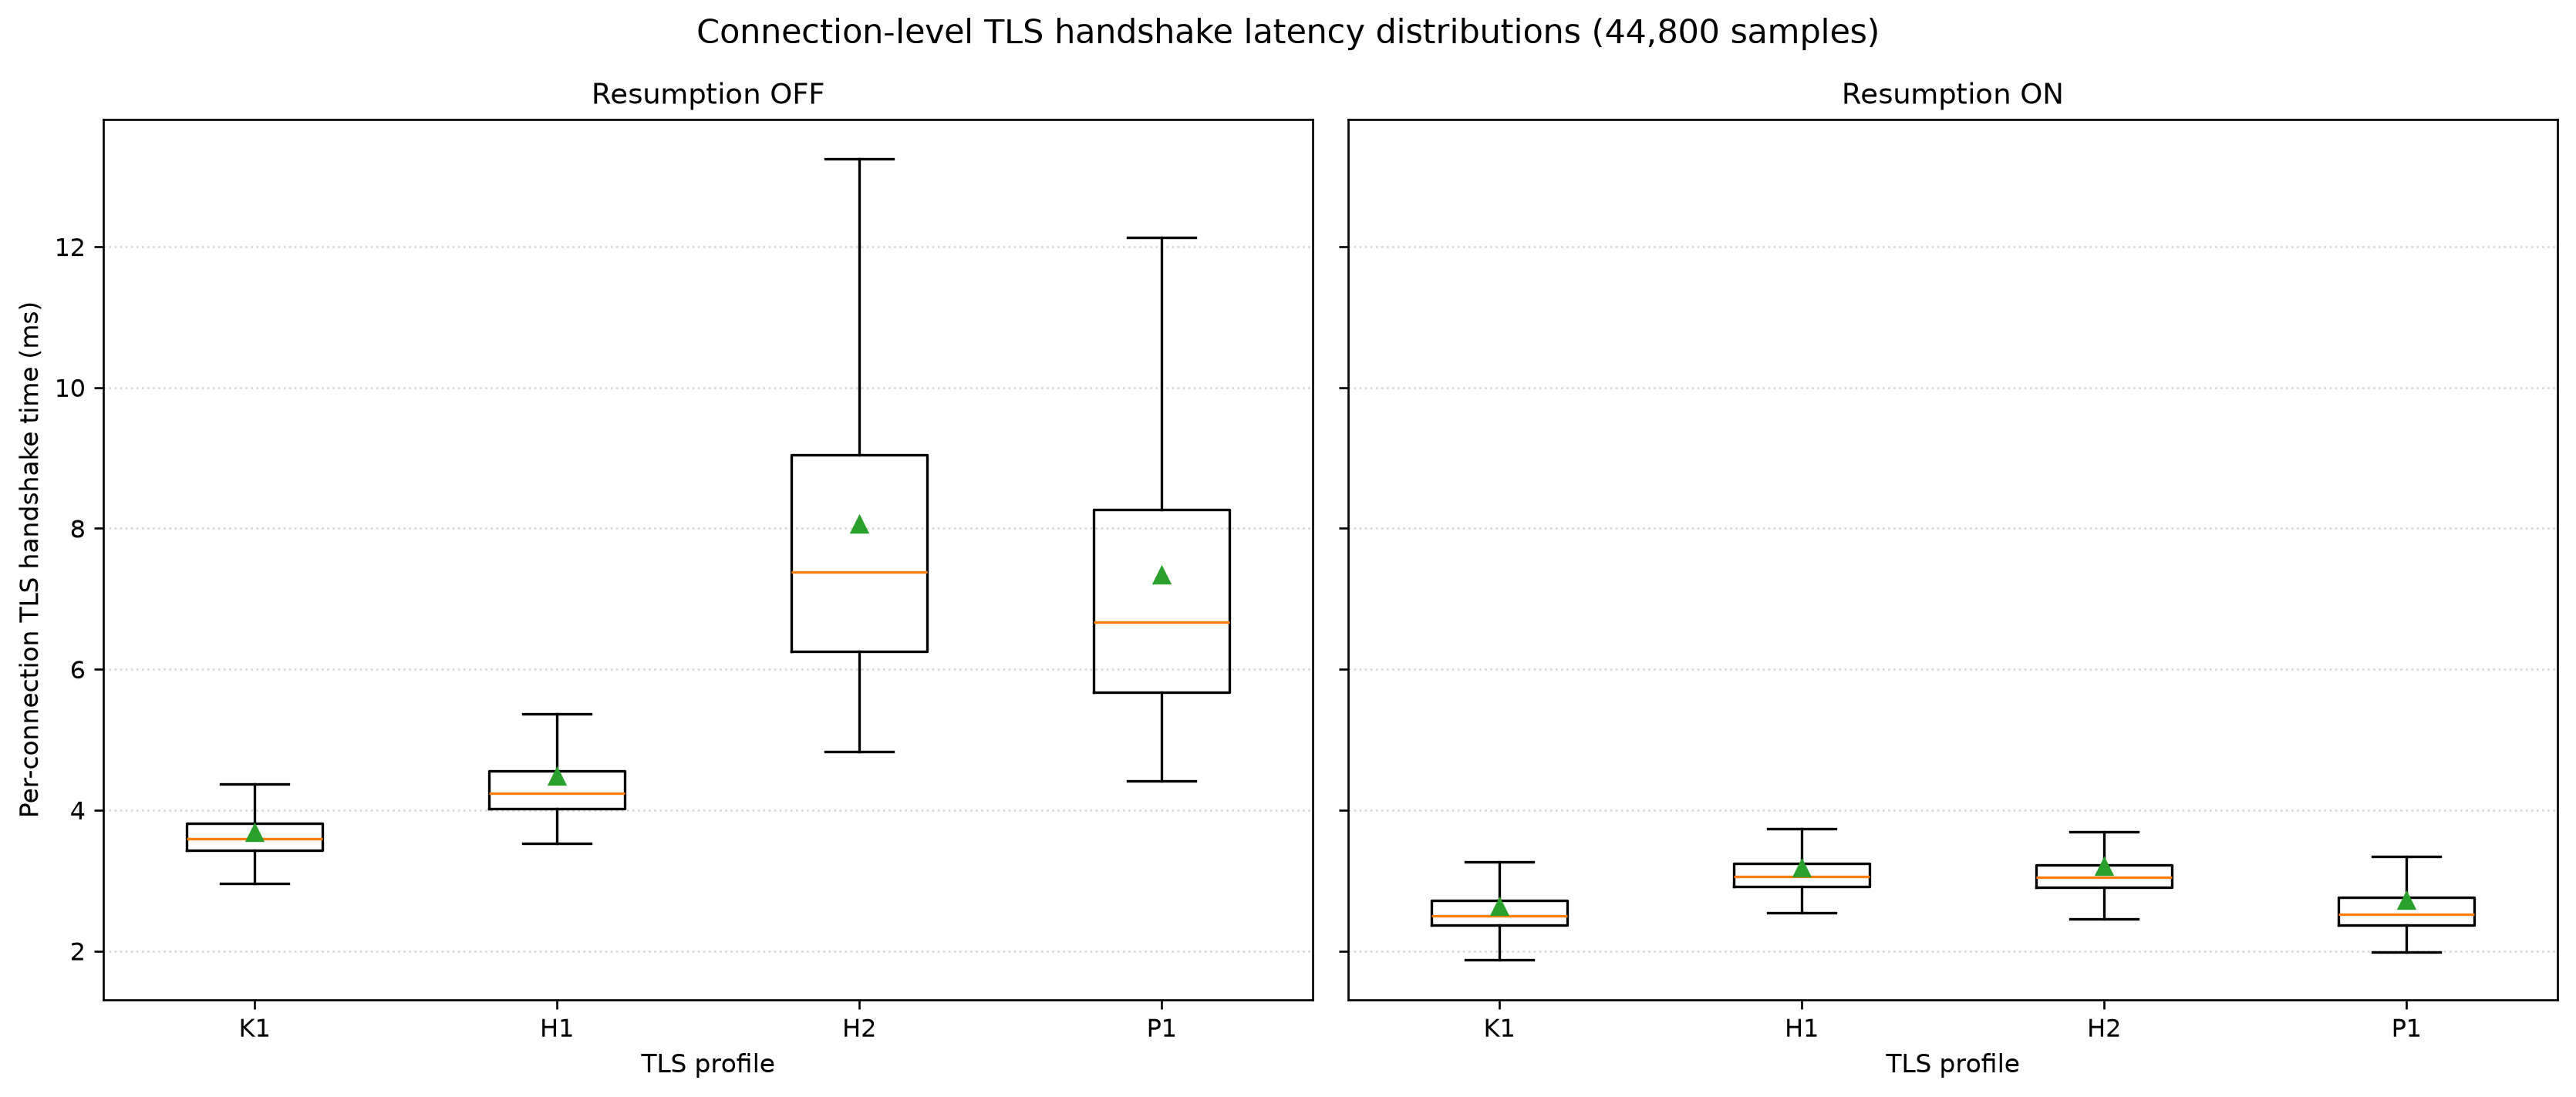 Connection-level TLS handshake latency distributions (44,800 samples)
Resumption OFF
Resumption ON
Per-connection TLS handshake time (ms)
12
10
8
6
4
2
K1 H1 H2 P1
K1 H1 H2 P1
TLS profile
TLS profile